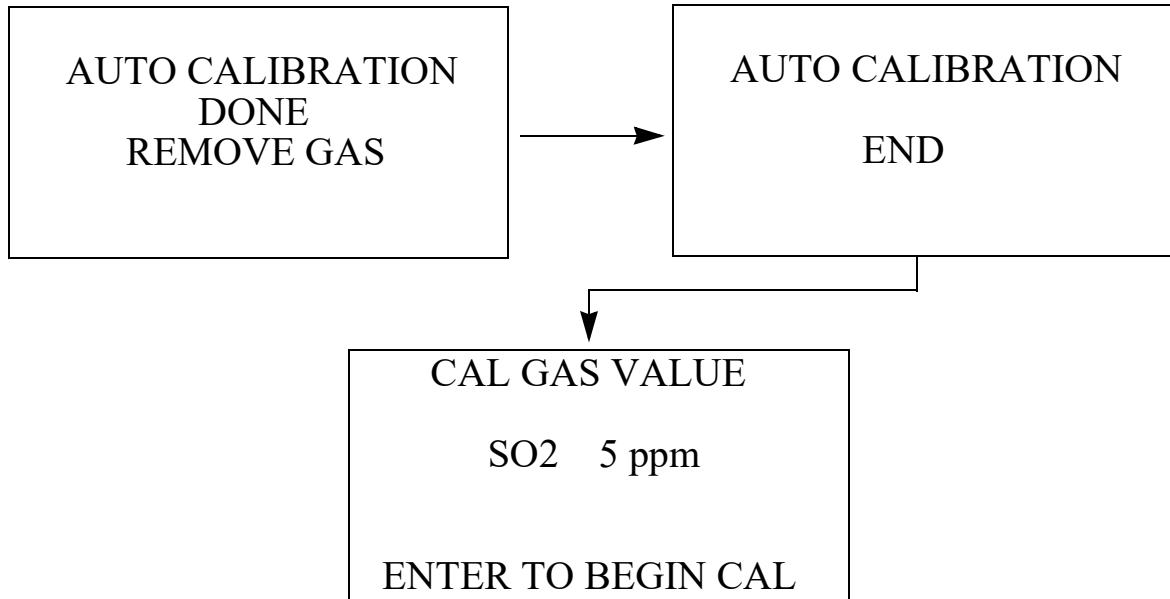 AUTO CALIBRATION
DONE
REMOVE GAS
AUTO CALIBRATION
END
CAL GAS VALUE
SO2 5 ppm
ENTER TO BEGIN CAL